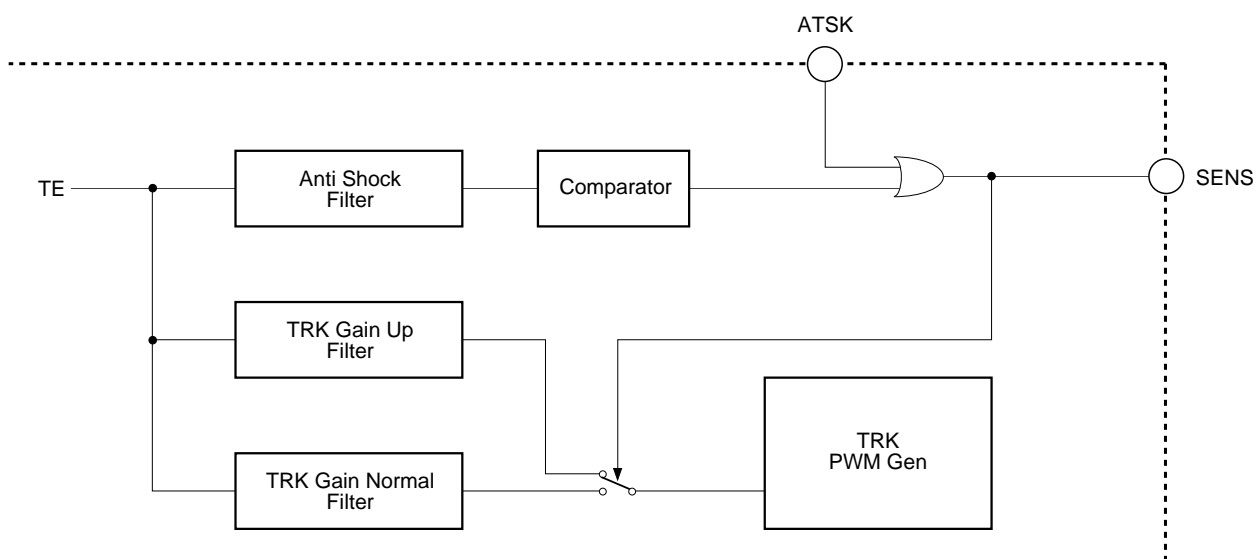 ATSK
TE
Anti Shock
Filter
Comparator
SENS
TRK Gain Up
Filter
TRK Gain Normal
Filter
TRK
PWM Gen